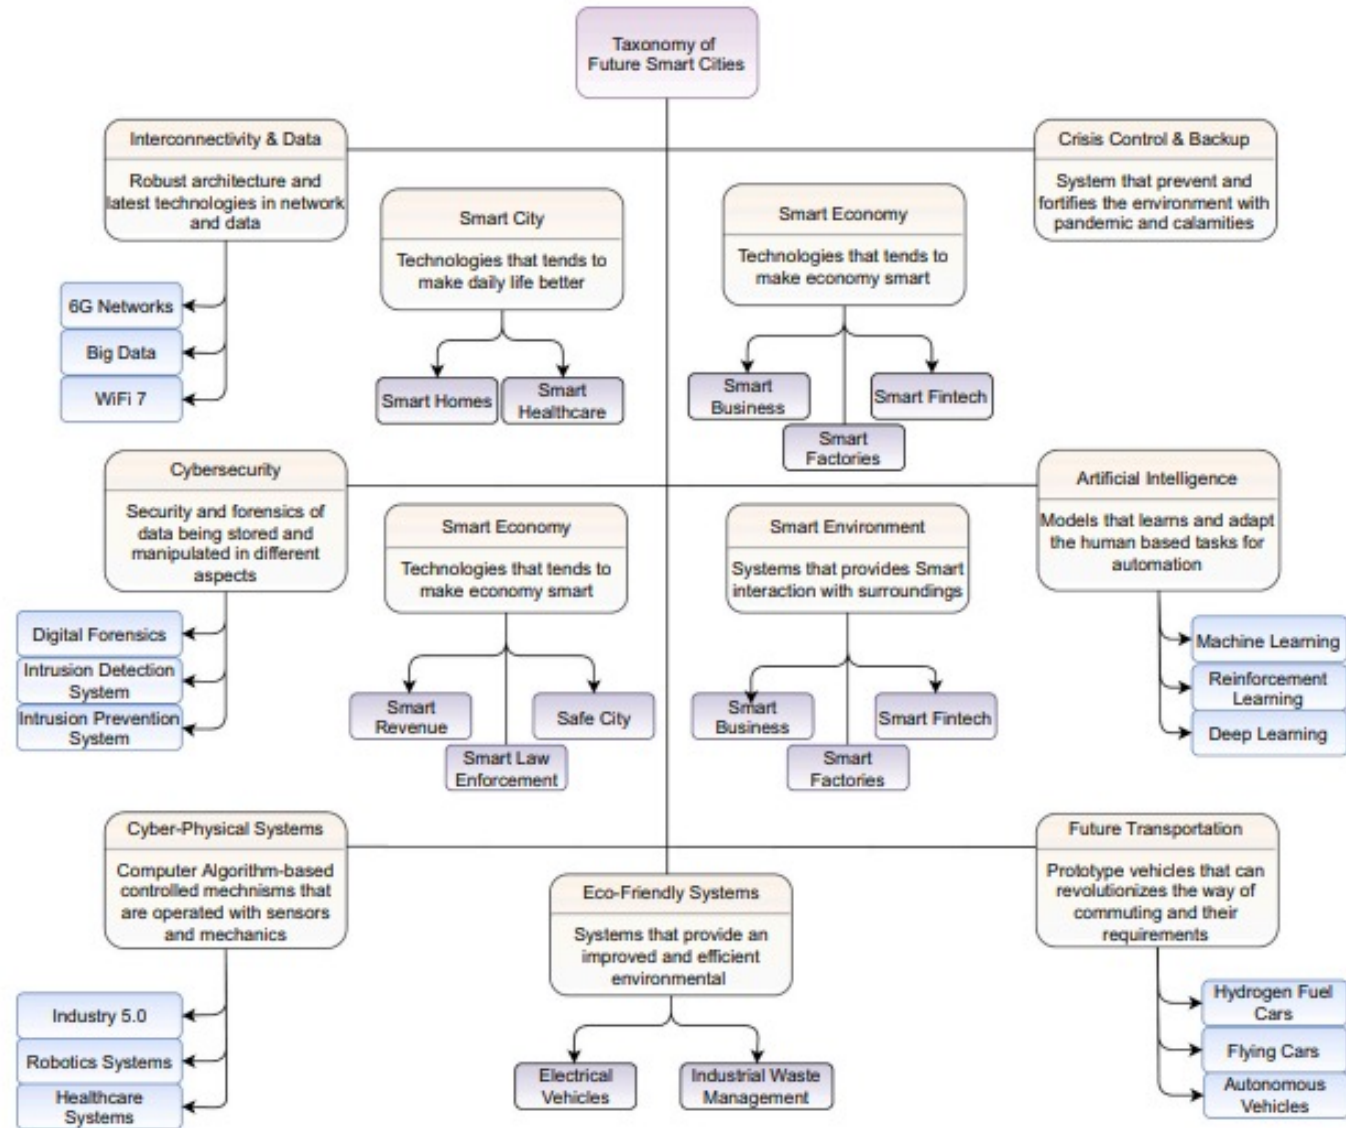 Taxonomy of
Future Smart Cities
Interconnectivity & Data
Robust architecture and
latest technologies in network
and data
6G Networks
Big Data
WiFi 7
Smart City
Technologies that tends to
make daily life better
Smart Homes
Smart
Healthcare
Smart Economy
Technologies that tends to
make economy smart
Smart
Business
Smart
Factories
Smart Fintech
Crisis Control & Backup
System that prevent and
fortifies the environment with
pandemic and calamities
Cybersecurity
Security and forensics of
data being stored and
manipulated in different
aspects
Digital Forensics
Intrusion Detection
System
Intrusion Prevention
System
Smart Economy
Technologies that tends to
make economy smart
Smart
Revenue
Smart Law
Enforcement
Safe City
Smart Environment
Systems that provides Smart
interaction with surroundings
Smart
Business
Smart
Factories
Smart Fintech
Artificial Intelligence
Models that learns and adapt
the human based tasks for
automation
Machine Learning
Reinforcement
Learning
Deep Learning
Cyber-Physical Systems
Computer Algorithm-based
controlled mechnisms that
are operated with sensors
and mechanics
Industry 5.0
Robotics Systems
Healthcare
Systems
Eco-Friendly Systems
Systems that provide an
improved and efficient
environmental
Electrical
Vehicles
Industrial Waste
Management
Future Transportation
Prototype vehicles that can
revolutionizes the way of
commuting and their
requirements
Hydrogen Fuel
Cars
Flying Cars
Autonomous
Vehicles